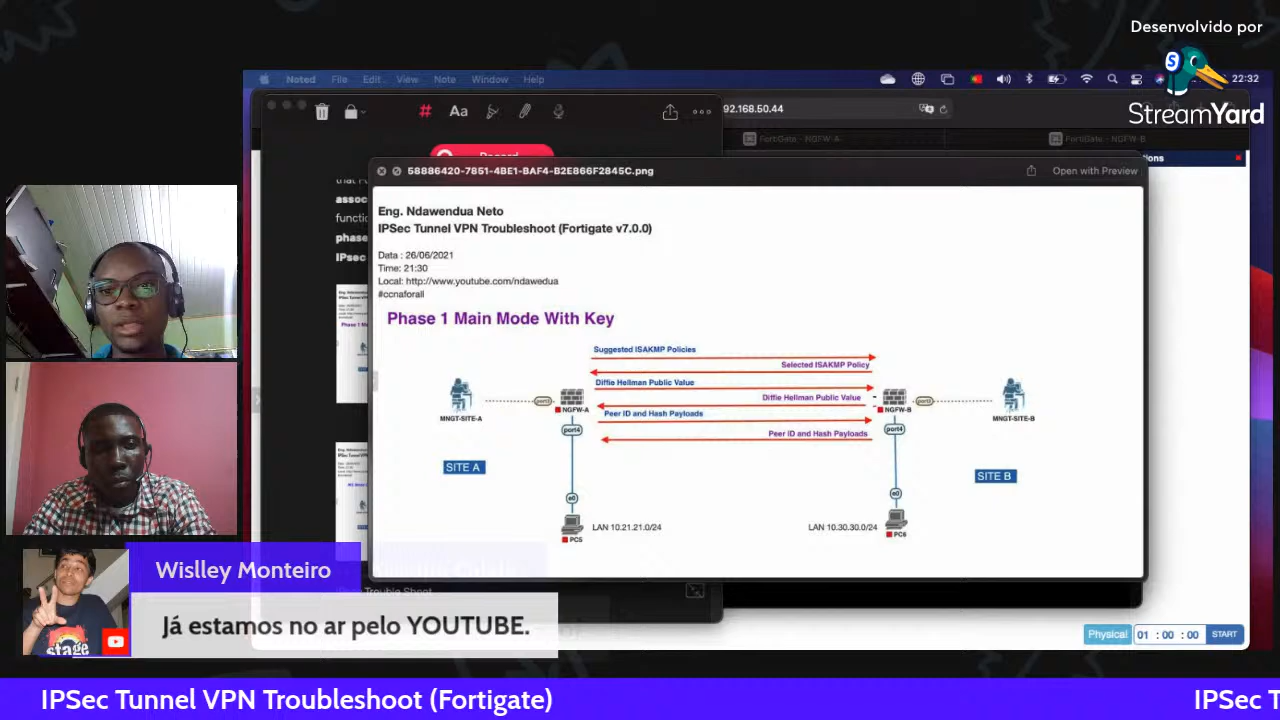 Desenvolvido por
StreamYard
Noted File Edit View Note Window Help
22:32
# Aa
92.168.50.44
FortiGate - NGFW-A
FortiGate - NGFW-B
58886420-7851-4BE1-BAF4-B2E866F2845C.png
Open with Preview
Eng. Ndawendua Neto
IPSec Tunnel VPN Troubleshoot (Fortigate v7.0.0)
Data : 26/06/2021
Time: 21:30
Local: http://www.youtube.com/ndawedua
#ccnaforall
Phase 1 Main Mode With Key
Suggested ISAKMP Policies
Selected ISAKMP Policy
Diffie Hellman Public Value
Diffie Hellman Public Value
Peer ID and Hash Payloads
Peer ID and Hash Payloads
MNGT-SITE-A
NGFW-A
NGFW-B
MNGT-SITE-B
port4
port4
SITE A
SITE B
e0
e0
LAN 10.21.21.0/24
LAN 10.30.30.0/24
PC5
PC6
Wislley Monteiro
Já estamos no ar pelo YOUTUBE.
Physical 01 : 00 : 00 START
IPSec Tunnel VPN Troubleshoot (Fortigate)
IPSec T